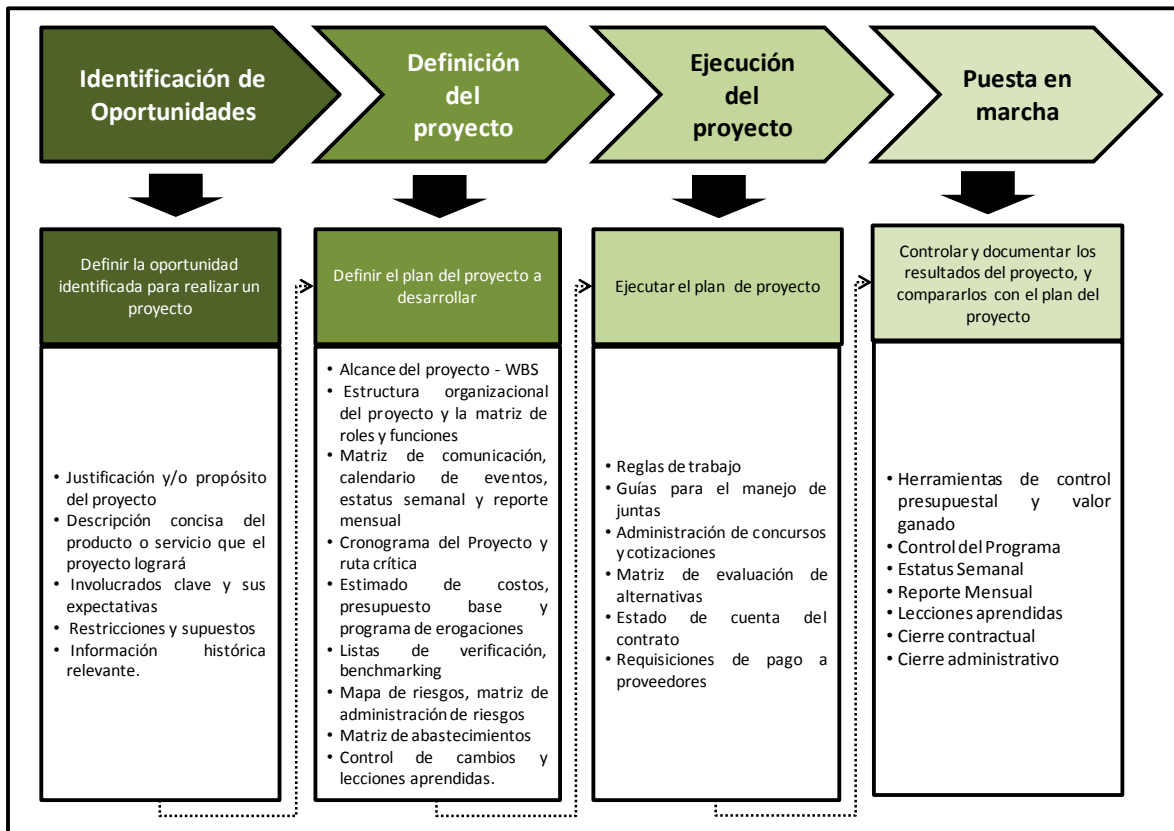 Identificación de
Oportunidades
Definición
del
proyecto
Ejecución
del
proyecto
Puesta en
marcha
Definir la oportunidad
identificada para realizar un
proyecto
Definir el plan del proyecto a
desarrollar
Ejecutar el plan de proyecto
Controlar y documentar los
resultados del proyecto, y
compararlos con el plan del
proyecto
• Justificación y/o propósito
del proyecto
• Descripción concisa del
producto o servicio que el
proyecto logrará
• Involucrados clave y sus
expectativas
• Restricciones y supuestos
• Información histórica
relevante.
• Alcance del proyecto - WBS
• Estructura organizacional
del proyecto y la matriz de
roles y funciones
• Matriz de comunicación,
calendario de eventos,
estatus semanal y reporte
mensual
• Cronograma del Proyecto y
ruta crítica
• Estimado de costos,
presupuesto base y
programa de erogaciones
• Listas de verificación,
benchmarking
• Mapa de riesgos, matriz de
administración de riesgos
• Matriz de abastecimientos
• Control de cambios y
lecciones aprendidas.
• Reglas de trabajo
• Guías para el manejo de
juntas
• Administración de concursos
y cotizaciones
• Matriz de evaluación de
alternativas
• Estado de cuenta del
contrato
• Requisiciones de pago a
proveedores
• Herramientas de control
presupuestal y valor
ganado
• Control del Programa
• Estatus Semanal
• Reporte Mensual
• Lecciones aprendidas
• Cierre contractual
• Cierre administrativo